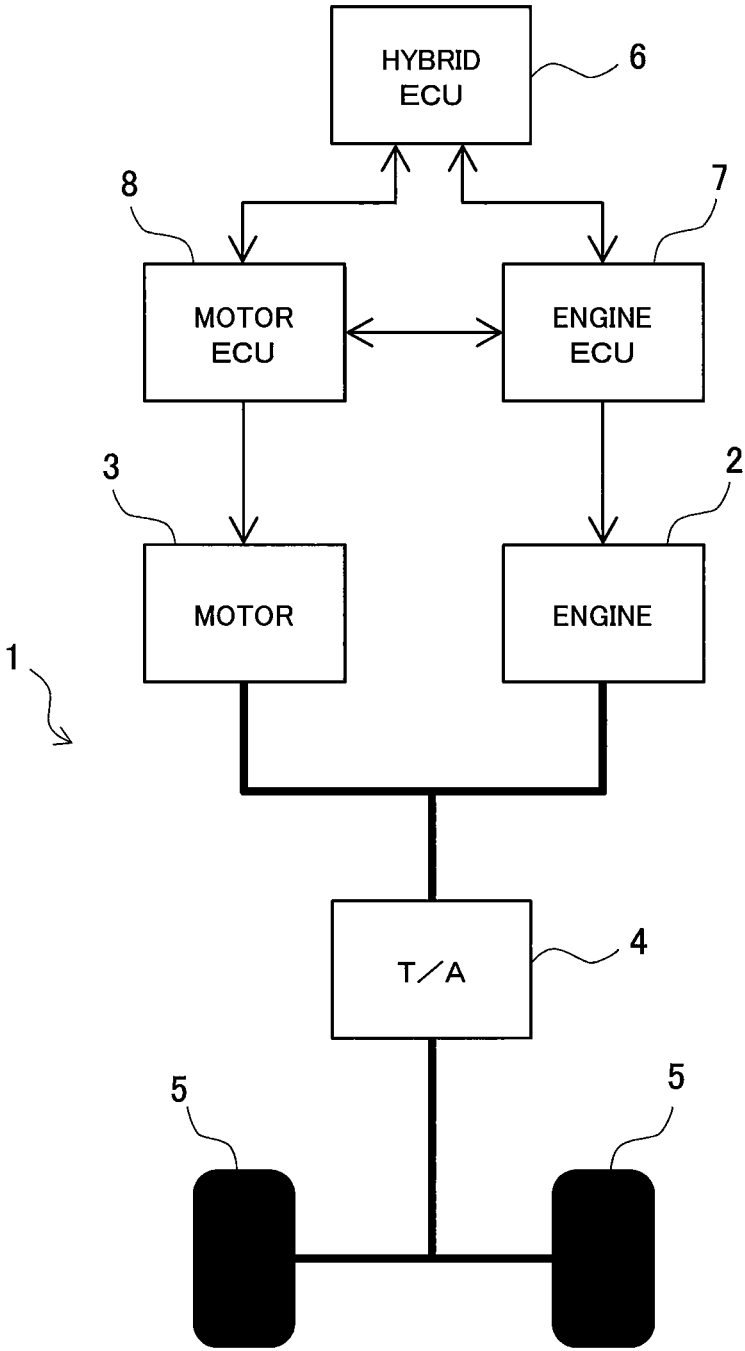 HYBRID
ECU
6
8
7
MOTOR
ECU
ENGINE
ECU
3
2
MOTOR
ENGINE
1
T/A
4
5
5